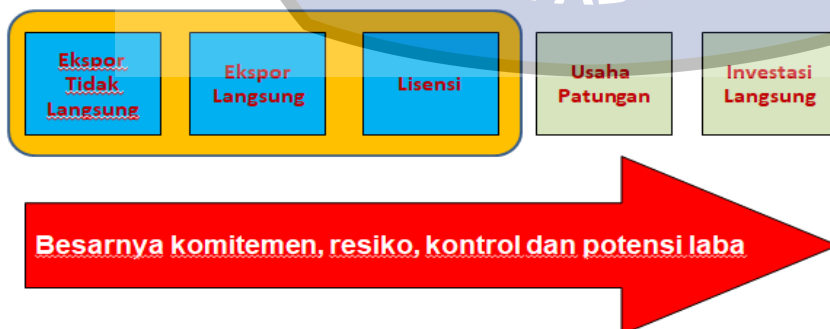 Ekspor
Tidak
Langsung
Ekspor
Langsung
Lisensi
Usaha
Patungan
Investasi
Langsung
Besarnya komitemen, resiko, kontrol dan potensi laba